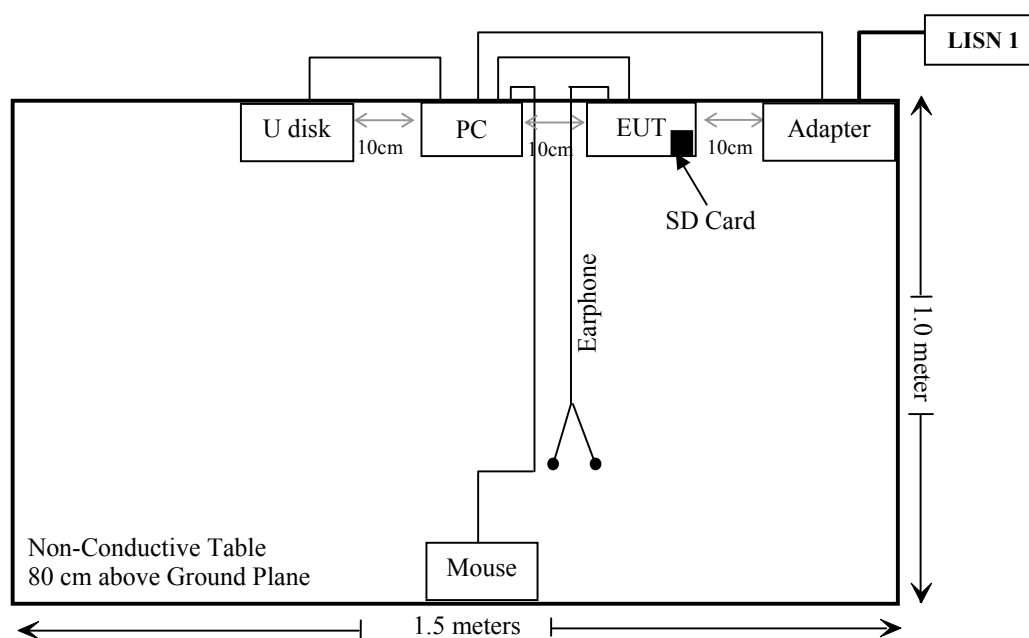 LISN 1
U disk
PC
EUT
Adapter
10cm
10cm
10cm
SD Card
Earphone
1.0 meter
Non-Conductive Table
80 cm above Ground Plane
Mouse
1.5 meters